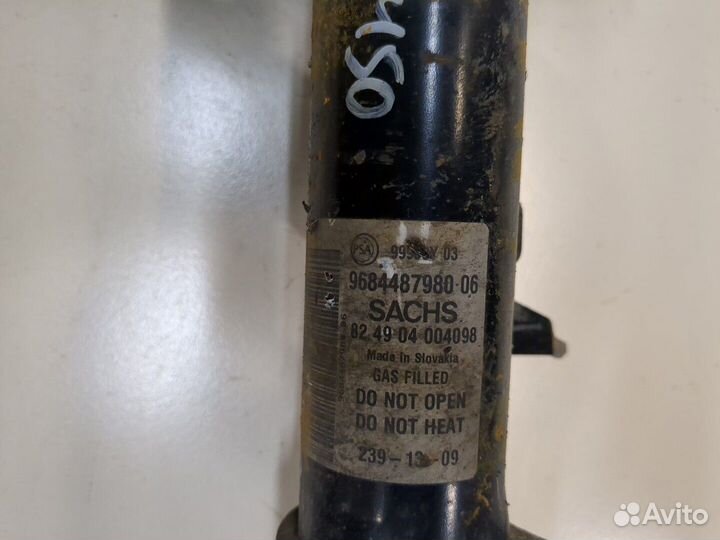 PSA
03
9684487980-06
SACHS
82 49 04 004098
Made In Slovakia
GAS FILLED
DO NOT OPEN
DO NOT HEAT
239-13-09
Avito